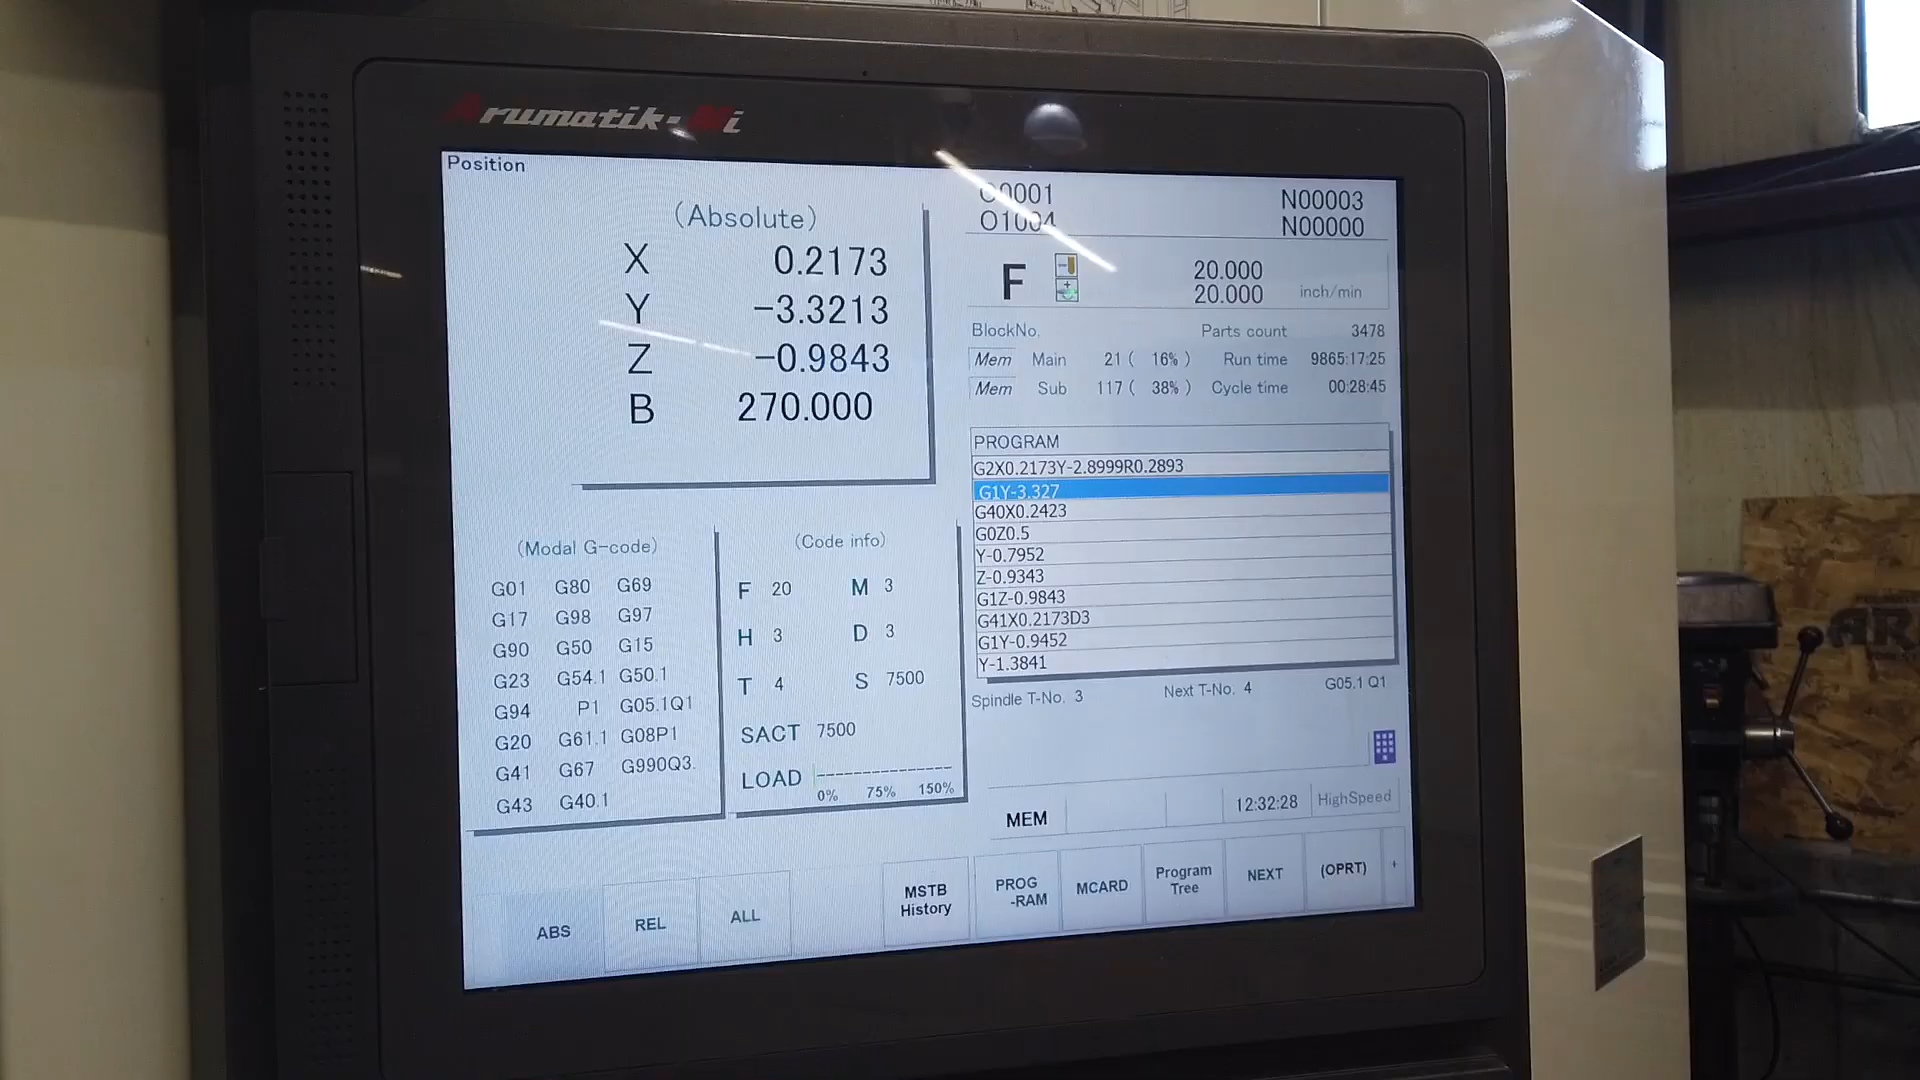 Arumatik-Mi
Position
(Absolute)
X 0.2173
Y -3.3213
Z -0.9843
B 270.000
O0001 N00003
O1004 N00000
F 20.000
20.000 inch/min
BlockNo. Parts count 3478
Mem Main 21 ( 16% ) Run time 9865:17:25
Mem Sub 117 ( 38% ) Cycle time 00:28:45
PROGRAM
G2X0.2173Y-2.8999R0.2893
G1Y-3.327
G40X0.2423
G0Z0.5
Y-0.7952
Z-0.9343
G1Z-0.9843
G41X0.2173D3
G1Y-0.9452
Y-1.3841
Spindle T-No. 3 Next T-No. 4 G05.1 Q1
(Modal G-code)
G01 G80 G69
G17 G98 G97
G90 G50 G15
G23 G54.1 G50.1
G94 P1 G05.1Q1
G20 G61.1 G08P1
G41 G67 G990Q3.
G43 G40.1
(Code info)
F 20 M 3
H 3 D 3
T 4 S 7500
SACT 7500
LOAD
0% 75% 150%
MEM 12:32:28 HighSpeed
ABS REL ALL MSTB History PROG-RAM MCARD Program Tree NEXT (OPRT) +
AR